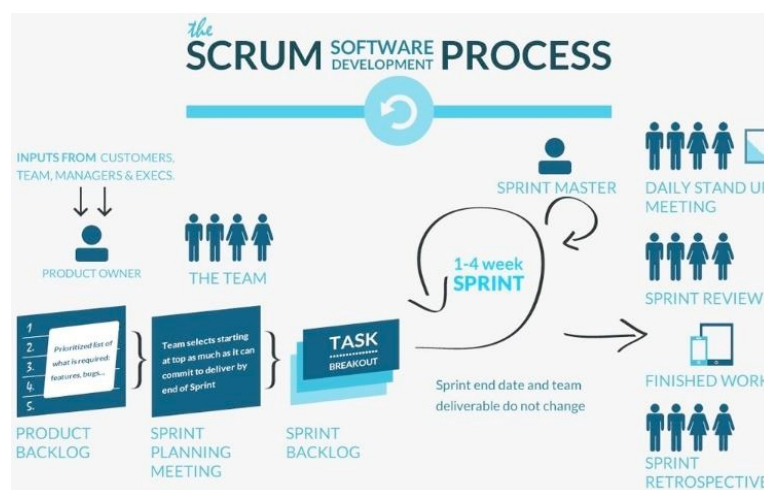 the
SCRUM SOFTWARE DEVELOPMENT PROCESS
INPUTS FROM CUSTOMERS,
TEAM, MANAGERS & EXECS.
PRODUCT OWNER
THE TEAM
SPRINT MASTER
DAILY STAND U
MEETING
1-4 week
SPRINT
SPRINT REVIEW
1
2.
3.
4.
5.
Prioritized list of
what is required:
features, bugs...
Team selects starting
at top as much as it can
commit to deliver by
end of Sprint
TASK
BREAKOUT
Sprint end date and team
deliverable do not change
FINISHED WORK
PRODUCT
BACKLOG
SPRINT
PLANNING
MEETING
SPRINT
BACKLOG
SPRINT
RETROSPECTIVE